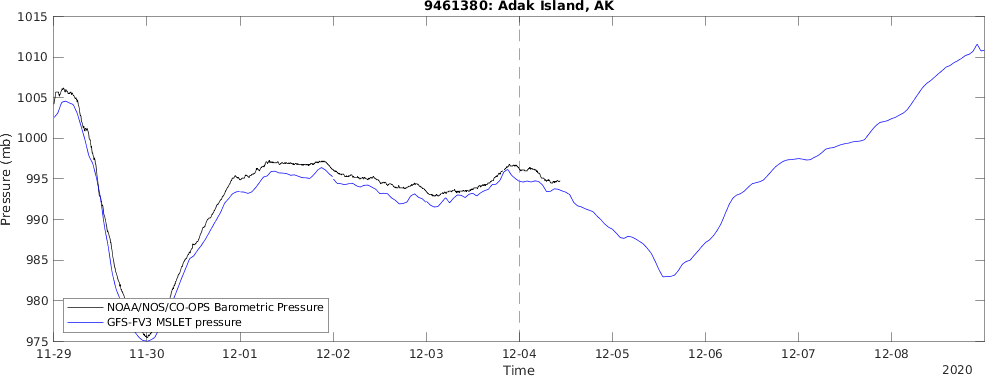 9461380: Adak Island, AK
Pressure (mb)
1015
1010
1005
1000
995
990
985
980
975
NOAA/NOS/CO-OPS Barometric Pressure
GFS-FV3 MSLET pressure
11-29 11-30 12-01 12-02 12-03 12-04 12-05 12-06 12-07 12-08
Time
2020